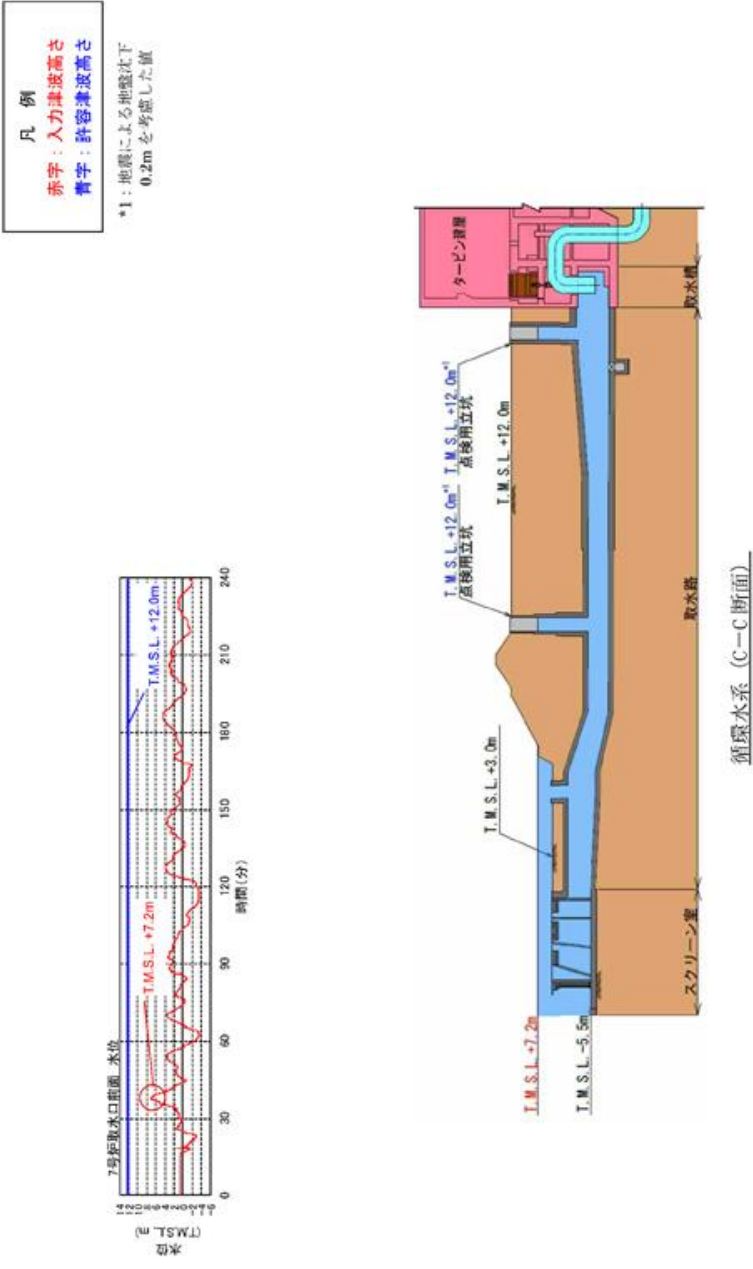 凡 例
赤字：入力津波高さ
青字：許容津波高さ
*1：地震による地盤沈下
0.2m を考慮した値
7号炉取水口前面 水位
水位
(T.M.S.L. m)
14
12
10
8
6
4
2
0
-2
-4
-6
T.M.S.L. +7.2m
T.M.S.L. +12.0m
0
30
60
90
120
150
180
210
240
時間(分)
T.M.S.L. +7.2m
T.M.S.L. -5.5m
T.M.S.L. +3.0m
T.M.S.L. +12.0m*1
点検用立坑
T.M.S.L. +12.0m*1
点検用立坑
T.M.S.L. +12.0m
タービン建屋
スクリーン室
取水路
取水槽
循環水系 (C－C 断面)